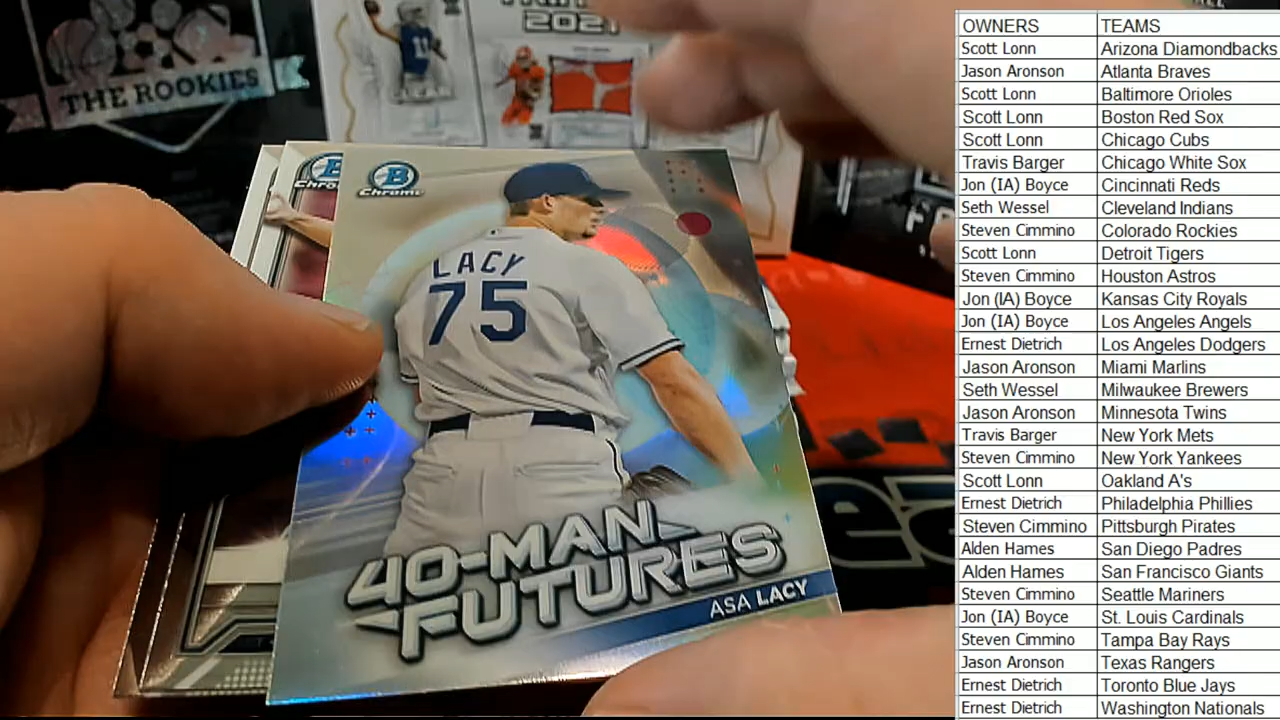 THE ROOKIES
2021
B
Chrome
B
Chrome
LACY
75
40-MAN
FUTURES
ASA LACY
OWNERS TEAMS
Scott Lonn Arizona Diamondbacks
Jason Aronson Atlanta Braves
Scott Lonn Baltimore Orioles
Scott Lonn Boston Red Sox
Scott Lonn Chicago Cubs
Travis Barger Chicago White Sox
Jon (IA) Boyce Cincinnati Reds
Seth Wessel Cleveland Indians
Steven Cimmino Colorado Rockies
Scott Lonn Detroit Tigers
Steven Cimmino Houston Astros
Jon (IA) Boyce Kansas City Royals
Jon (IA) Boyce Los Angeles Angels
Ernest Dietrich Los Angeles Dodgers
Jason Aronson Miami Marlins
Seth Wessel Milwaukee Brewers
Jason Aronson Minnesota Twins
Travis Barger New York Mets
Steven Cimmino New York Yankees
Scott Lonn Oakland A's
Ernest Dietrich Philadelphia Phillies
Steven Cimmino Pittsburgh Pirates
Alden Hames San Diego Padres
Alden Hames San Francisco Giants
Steven Cimmino Seattle Mariners
Jon (IA) Boyce St. Louis Cardinals
Steven Cimmino Tampa Bay Rays
Jason Aronson Texas Rangers
Ernest Dietrich Toronto Blue Jays
Ernest Dietrich Washington Nationals